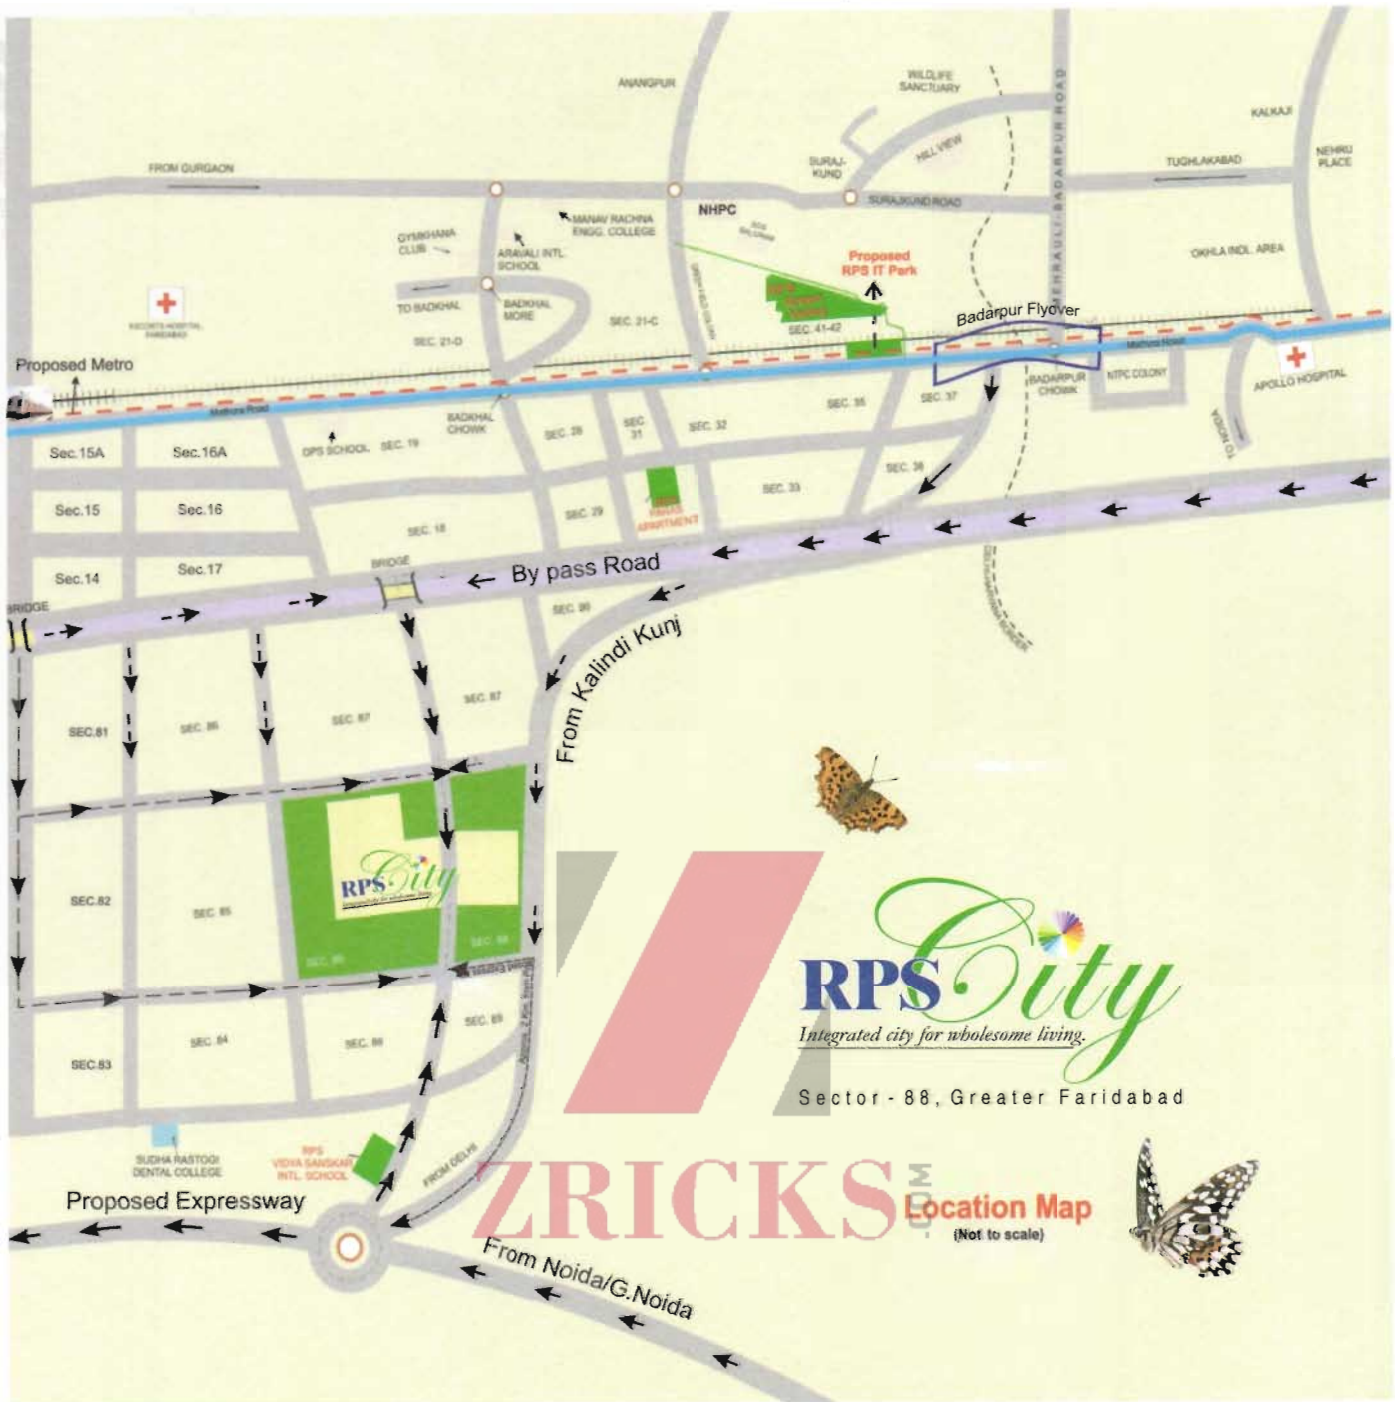 ANANGPUR
WILDLIFE
SANCTUARY
KALKAJI
NEHRU
PLACE
HILL VIEW
SURAJ-
KUND
TUGHLAKABAD
MEHRAULI-BADARPUR ROAD
FROM GURGAON
SURAJKUND ROAD
NHPC
MANAV RACHNA
ENGG. COLLEGE
GYMKHANA
CLUB
ARAVALI INTL.
SCHOOL
Proposed
RPS IT Park
OKHLA INDL. AREA
TO BADKHAL
BADKHAL
MORE
SEC. 21-C
SEC. 21-D
SEC. 41-42
Badarpur Flyover
ESCORTS HOSPITAL,
FARIDABAD
Proposed Metro
Mathura Road
Mathura Road
BADARPUR
CHOWK
NTPC COLONY
APOLLO HOSPITAL
TO NOIDA
BADKHAL
CHOWK
SEC. 35
SEC. 37
Sec.15A
Sec.16A
DPS SCHOOL
SEC. 19
SEC. 28
SEC.
31
SEC. 32
SEC. 33
Sec.15
Sec.16
SEC. 18
SEC. 29
APARTMENT
Sec.14
Sec.17
BRIDGE
By pass Road
BRIDGE
From Kalindi Kunj
SEC.81
SEC. 86
SEC. 87
SEC. 87
RPS City
SEC.82
SEC. 85
SEC. 88
SEC.83
SEC. 84
SEC. 89
RPS City
Integrated city for wholesome living.
Sector - 88, Greater Faridabad
SUDHA RASTOGI
DENTAL COLLEGE
RPS
VIDYA SANSKAR
INTL. SCHOOL
FROM DELHI
Proposed Expressway
From Noida/G.Noida
ZRICKS
.COM
Location Map
(Not to scale)